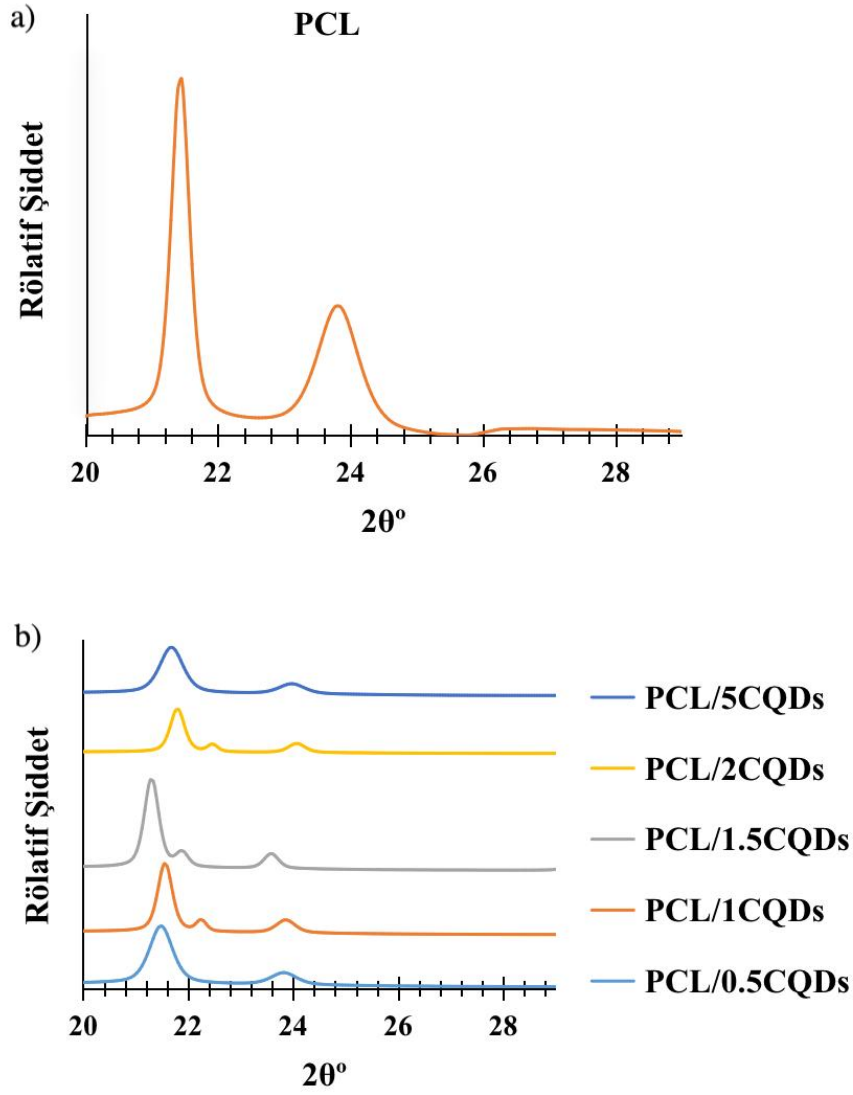 a)
PCL
Rölatif Şiddet
20 22 24 26 28
2θº
b)
Rölatif Şiddet
PCL/5CQDs
PCL/2CQDs
PCL/1.5CQDs
PCL/1CQDs
PCL/0.5CQDs
20 22 24 26 28
2θº